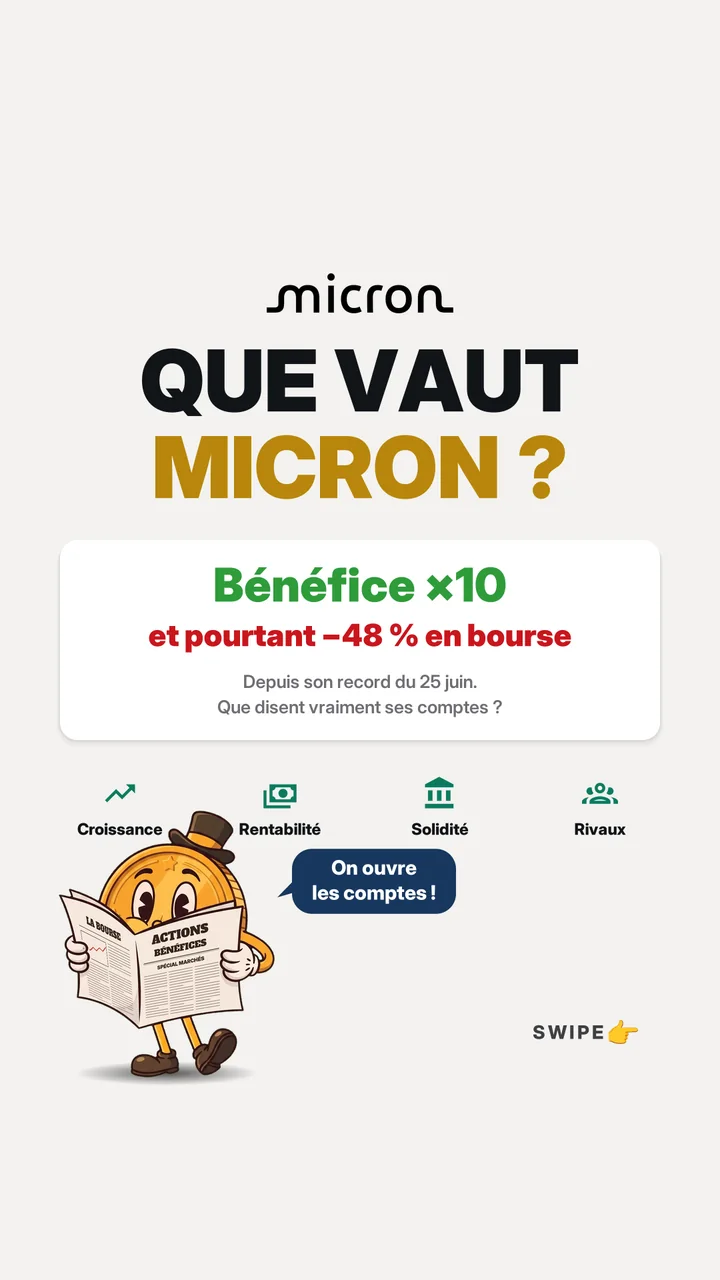 micron
QUE VAUT
MICRON ?
Bénéfice ×10
et pourtant –48 % en bourse
Depuis son record du 25 juin.
Que disent vraiment ses comptes ?
Croissance
Rentabilité
Solidité
Rivaux
On ouvre
les comptes !
LA BOURSE
ACTIONS
BÉNÉFICES
SPÉCIAL MARCHÉS
SWIPE👉